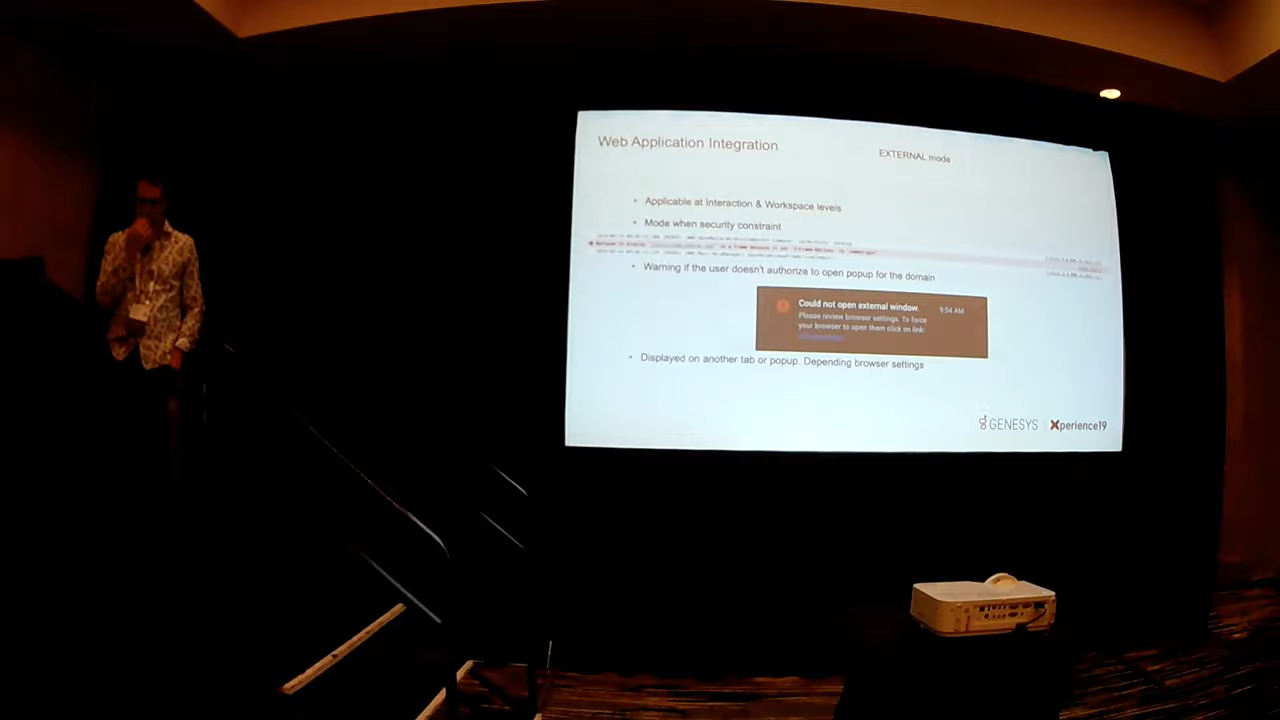 Web Application Integration
EXTERNAL mode
• Applicable at Interaction & Workspace levels
• Mode when security constraint
• Warning if the user doesn't authorize to open popup for the domain
Could not open external window.
9:54 AM
Please review browser settings. To force
your browser to open them click on link:
• Displayed on another tab or popup. Depending browser settings
GENESYS
Xperience19